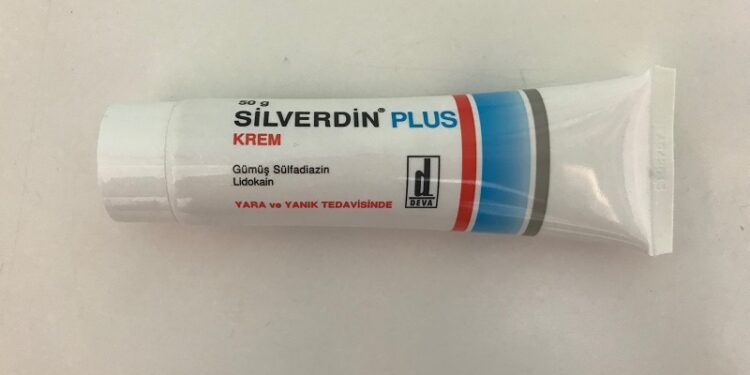 50 g
SİLVERDİN® PLUS
KREM
Gümüş Sülfadiazin
Lidokain
YARA ve YANIK TEDAVİSİNDE
d
DEVA